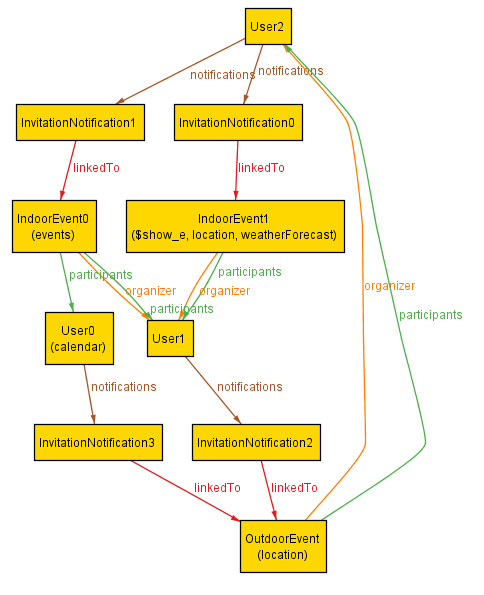 User2
notifications
notifications
InvitationNotification1
InvitationNotification0
linkedTo
linkedTo
IndoorEvent0
(events)
IndoorEvent1
($show_e, location, weatherForecast)
participants
participants
organizer
organizer
organizer
participants
participants
User0
(calendar)
User1
notifications
notifications
InvitationNotification3
InvitationNotification2
linkedTo
linkedTo
OutdoorEvent
(location)